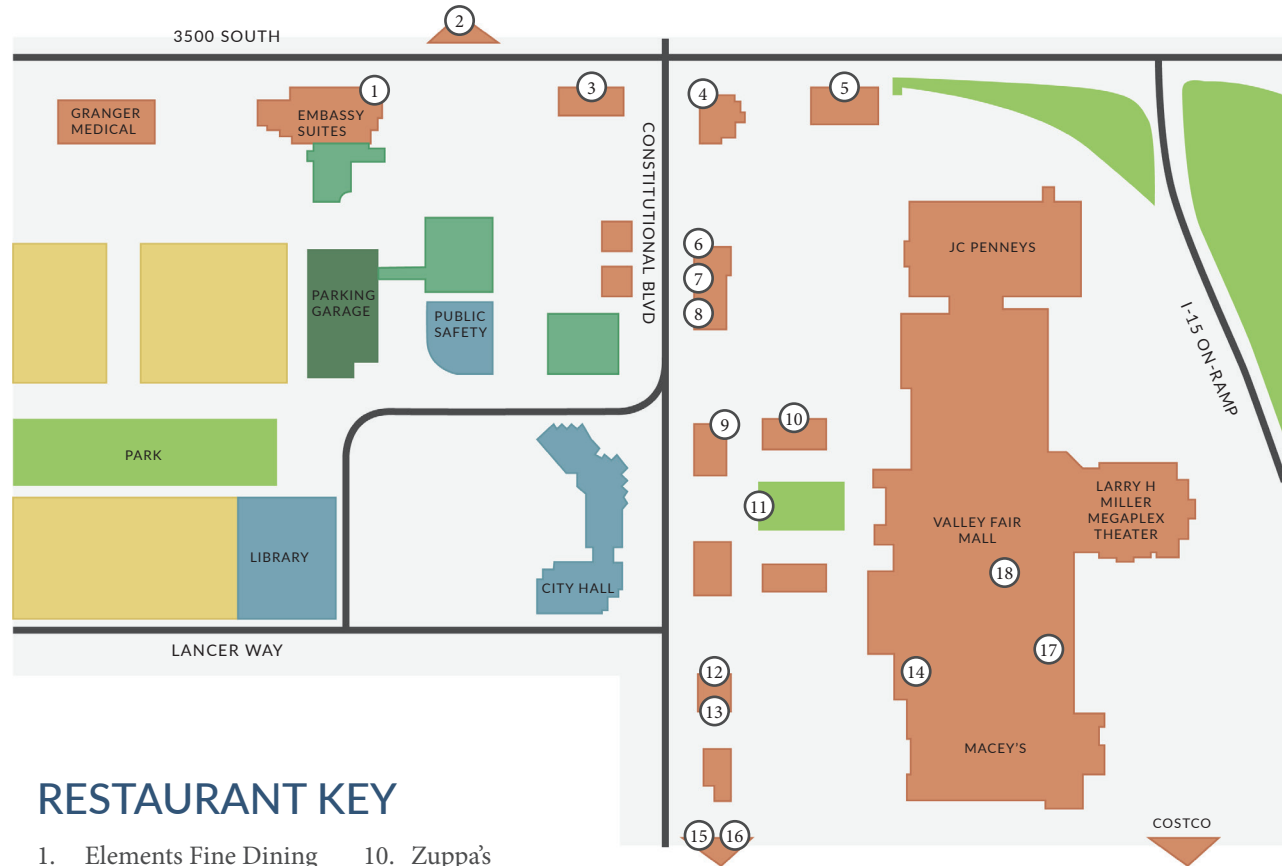 3500 SOUTH
2
1
3
4
5
GRANGER
MEDICAL
EMBASSY
SUITES
CONSTITUTIONAL BLVD
JC PENNEYS
6
7
8
PARKING
GARAGE
PUBLIC
SAFETY
I-15 ON-RAMP
9
10
PARK
11
LARRY H
MILLER
MEGAPLEX
THEATER
VALLEY FAIR
MALL
LIBRARY
18
CITY HALL
LANCER WAY
17
12
14
13
MACEY'S
RESTAURANT KEY
15
16
COSTCO
1. Elements Fine Dining
10. Zuppa's